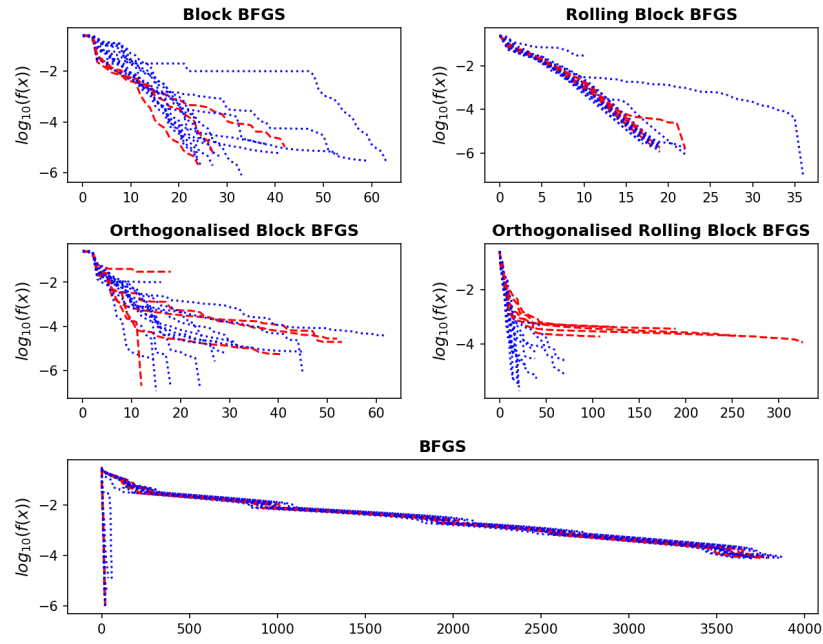 Block BFGS
Rolling Block BFGS
log10(f(x))
−2
−4
−6
0 10 20 30 40 50 60
log10(f(x))
−2
−4
−6
0 5 10 15 20 25 30 35
Orthogonalised Block BFGS
Orthogonalised Rolling Block BFGS
log10(f(x))
−2
−4
−6
0 10 20 30 40 50 60
log10(f(x))
−2
−4
0 50 100 150 200 250 300
BFGS
log10(f(x))
−2
−4
−6
0 500 1000 1500 2000 2500 3000 3500 4000